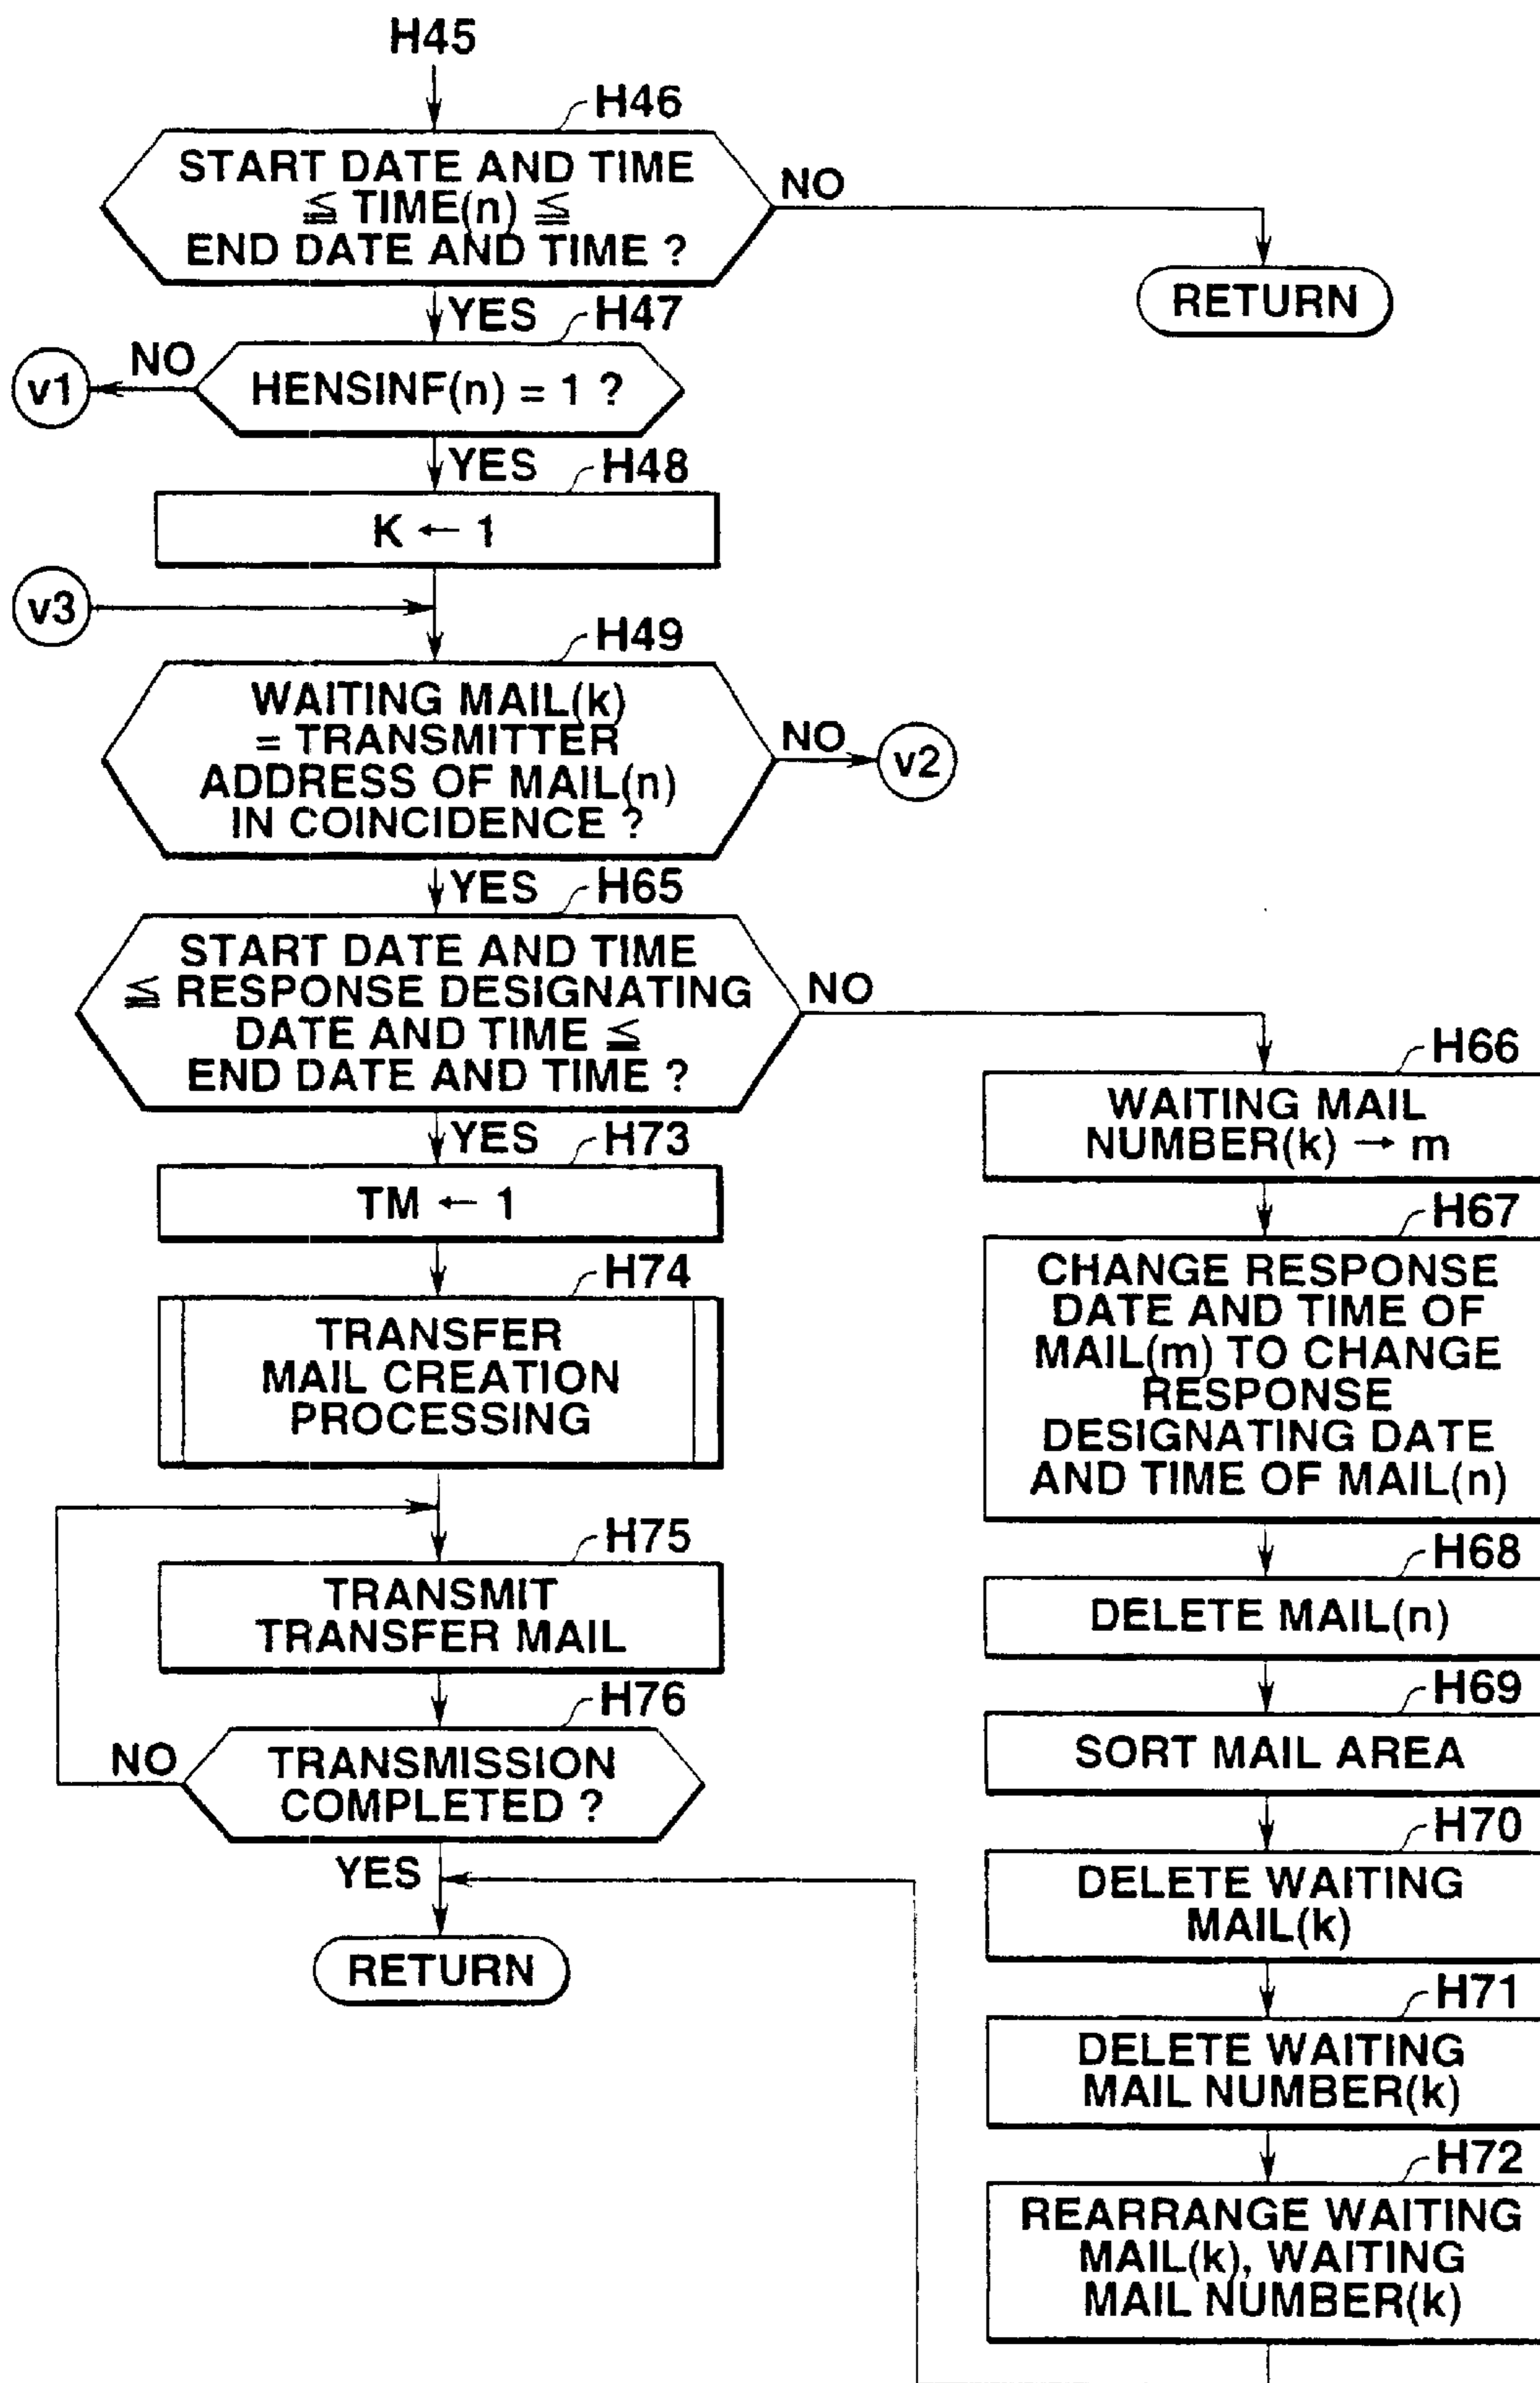 H45
H46
START DATE AND TIME
≦ TIME(n) ≦
END DATE AND TIME ?
NO
RETURN
YES
H47
HENSINF(n) = 1 ?
NO
v1
YES
H48
K ← 1
v3
H49
WAITING MAIL(k)
= TRANSMITTER
ADDRESS OF MAIL(n)
IN COINCIDENCE ?
NO
v2
YES
H65
START DATE AND TIME
≦ RESPONSE DESIGNATING
DATE AND TIME ≦
END DATE AND TIME ?
NO
YES
H73
TM ← 1
H74
TRANSFER
MAIL CREATION
PROCESSING
H75
TRANSMIT
TRANSFER MAIL
H76
TRANSMISSION
COMPLETED ?
NO
YES
RETURN
H66
WAITING MAIL
NUMBER(k) → m
H67
CHANGE RESPONSE
DATE AND TIME OF
MAIL(m) TO CHANGE
RESPONSE
DESIGNATING DATE
AND TIME OF MAIL(n)
H68
DELETE MAIL(n)
H69
SORT MAIL AREA
H70
DELETE WAITING
MAIL(k)
H71
DELETE WAITING
MAIL NUMBER(k)
H72
REARRANGE WAITING
MAIL(k), WAITING
MAIL NUMBER(k)